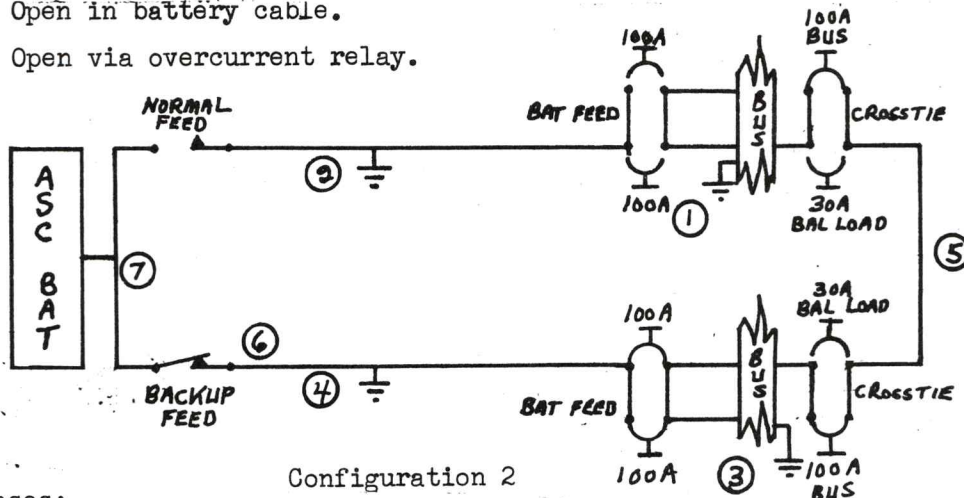 Open in battery cable.
Open via overcurrent relay.
100A
100A
BUS
NORMAL
FEED
BAT FEED
BUS
CROSSTIE
ASC BAT
2
100A
1
30A
BAL LOAD
7
5
6
100A
30A
BAL LOAD
4
BACKUP
FEED
BAT FEED
BUS
CROSSTIE
Configuration 2
100A
3
100A
BUS